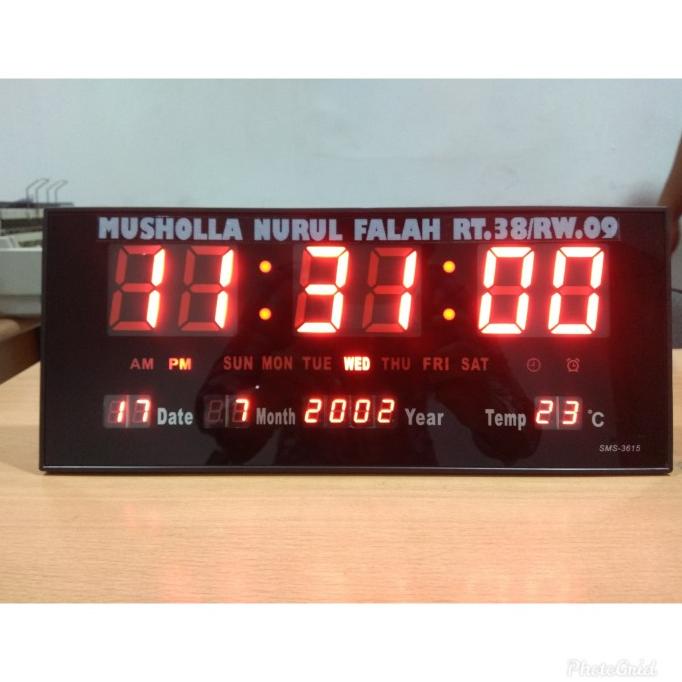 MUSHOLLA NURUL FALAH RT.38/RW.09
11:31:00
AM PM SUN MON TUE WED THU FRI SAT
17 Date 7 Month 2002 Year Temp 23 °C
SMS-3615
PhotoGrid